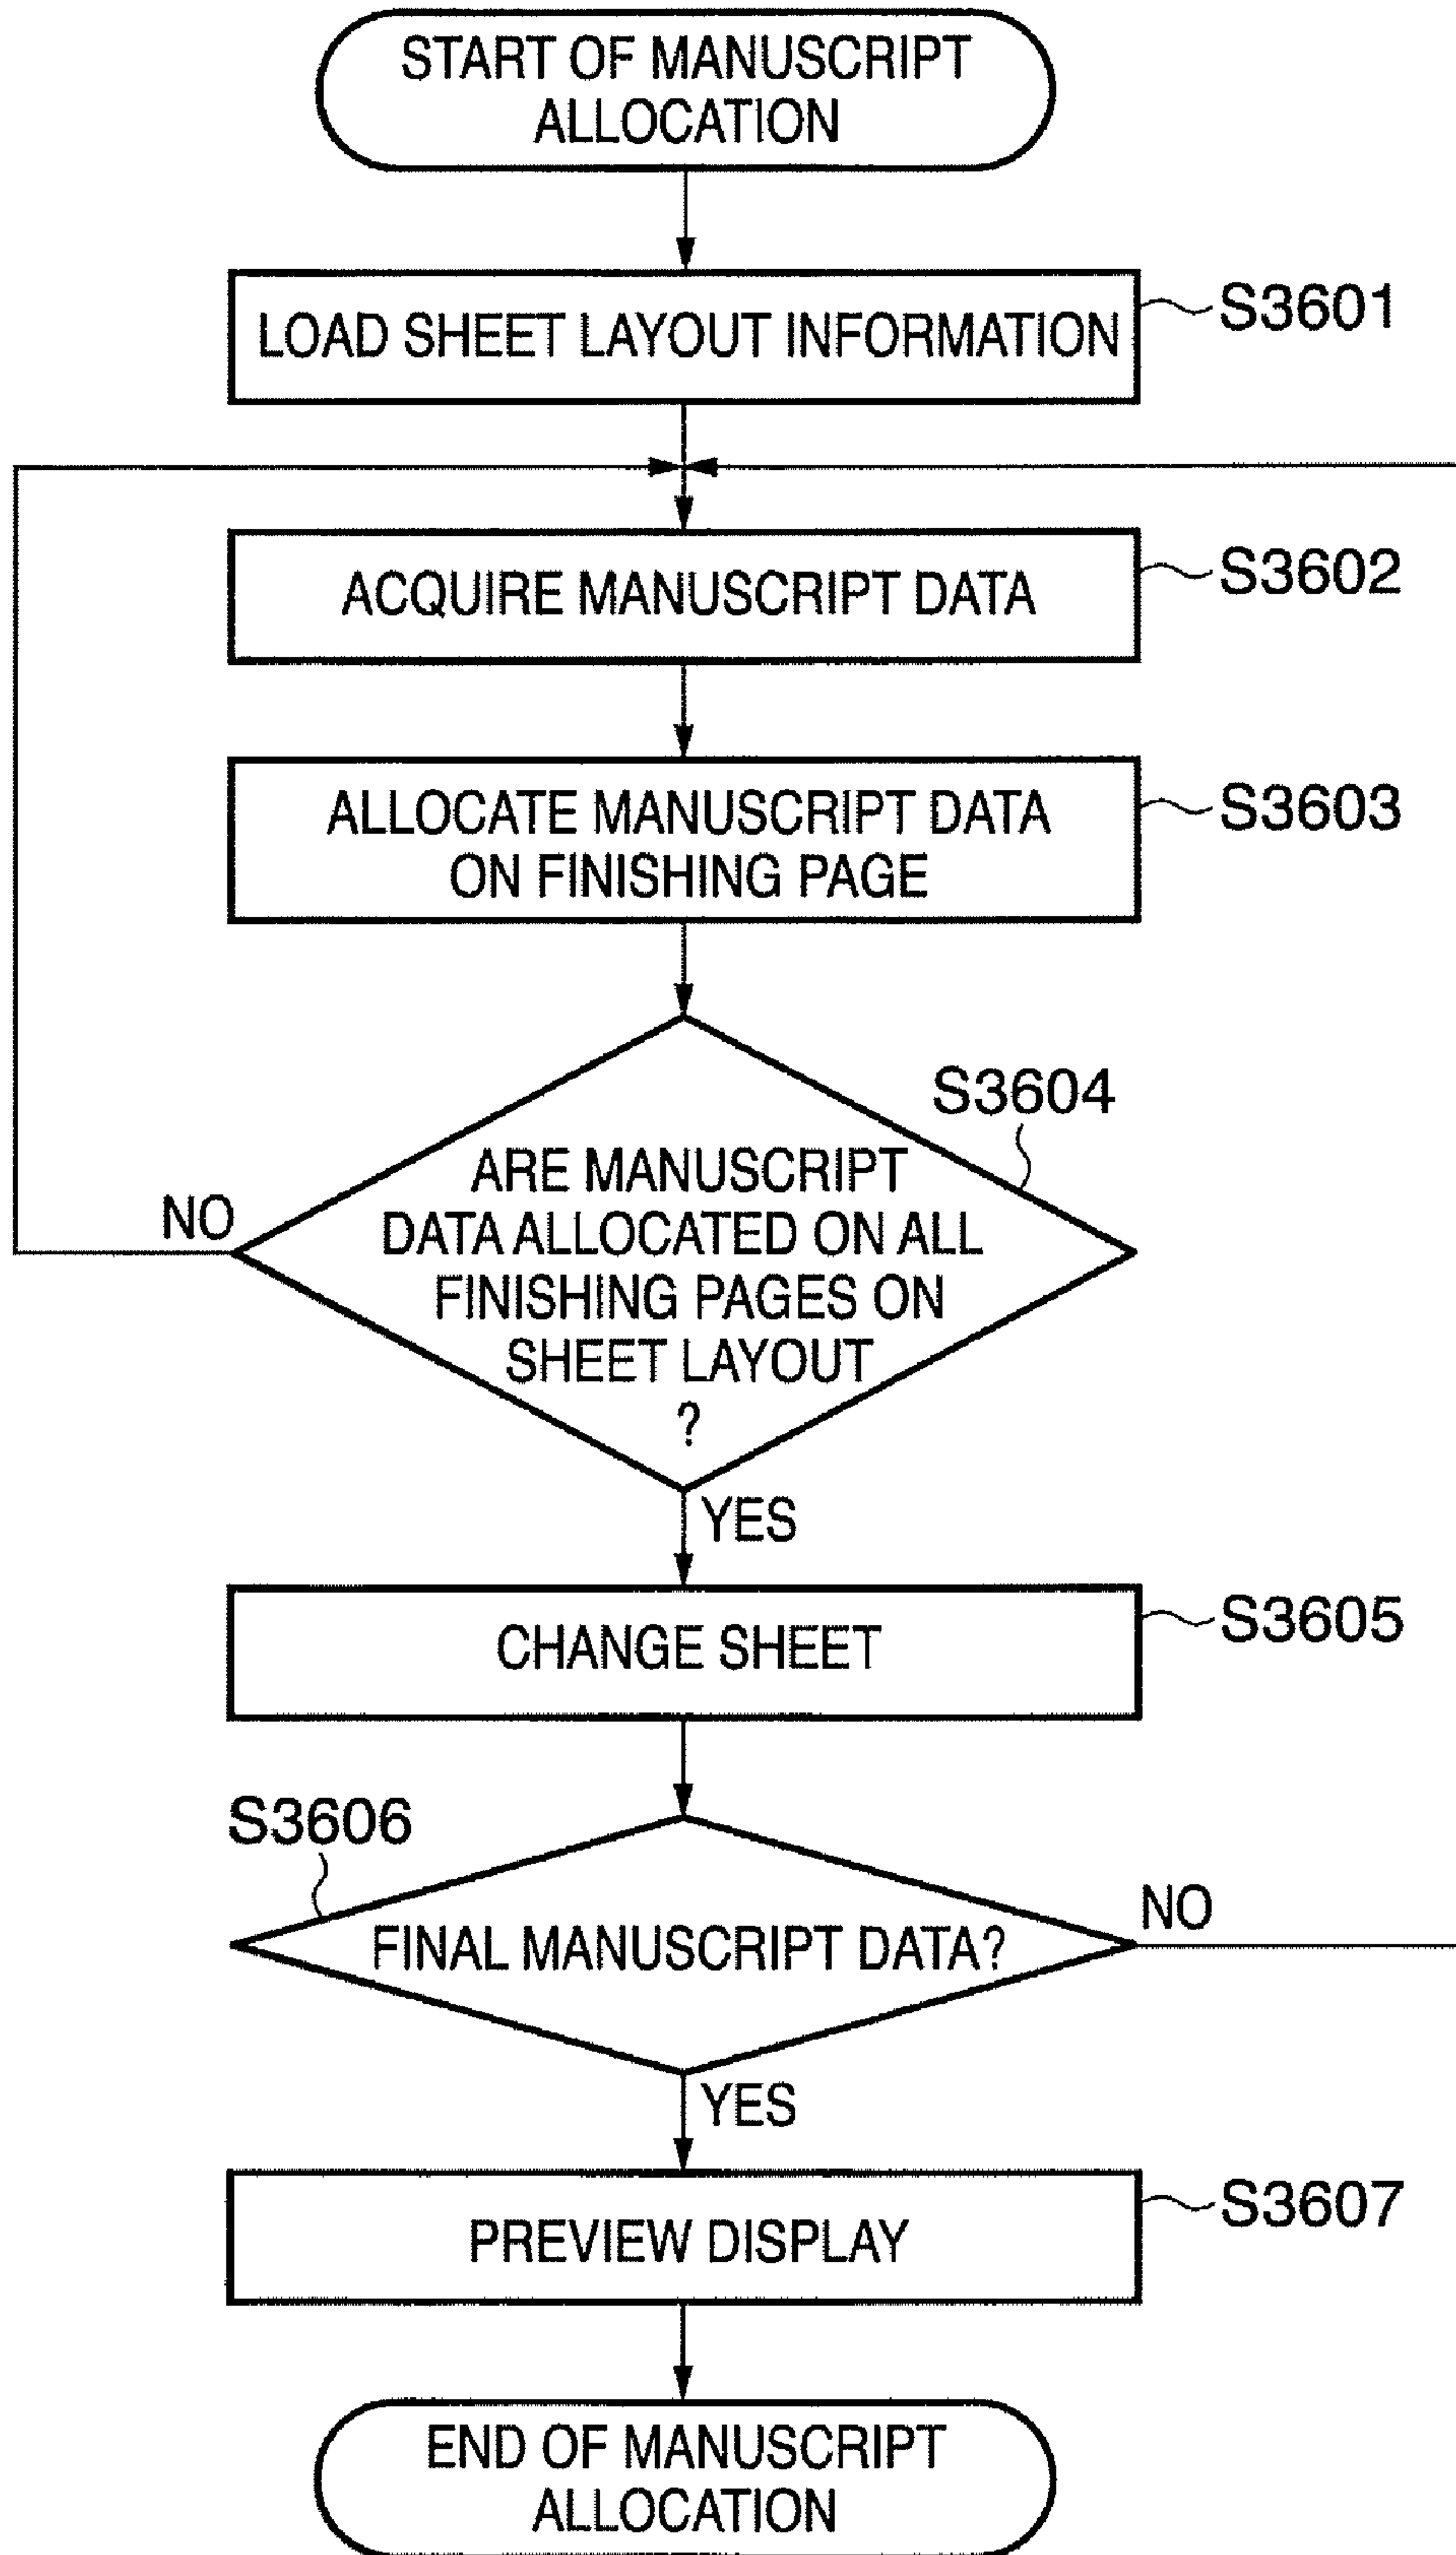 START OF MANUSCRIPT
ALLOCATION
LOAD SHEET LAYOUT INFORMATION
S3601
ACQUIRE MANUSCRIPT DATA
S3602
ALLOCATE MANUSCRIPT DATA
ON FINISHING PAGE
S3603
S3604
ARE MANUSCRIPT
DATA ALLOCATED ON ALL
FINISHING PAGES ON
SHEET LAYOUT
?
NO
YES
CHANGE SHEET
S3605
S3606
FINAL MANUSCRIPT DATA?
NO
YES
PREVIEW DISPLAY
S3607
END OF MANUSCRIPT
ALLOCATION